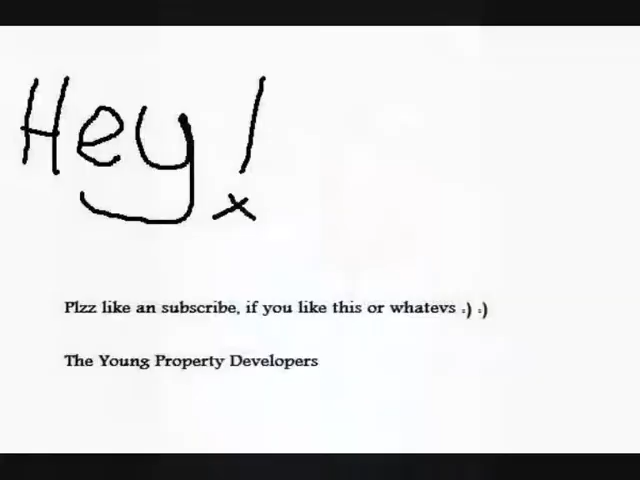 Hey!
Plzz like an subscribe, if you like this or whatevs :) :)
The Young Property Developers